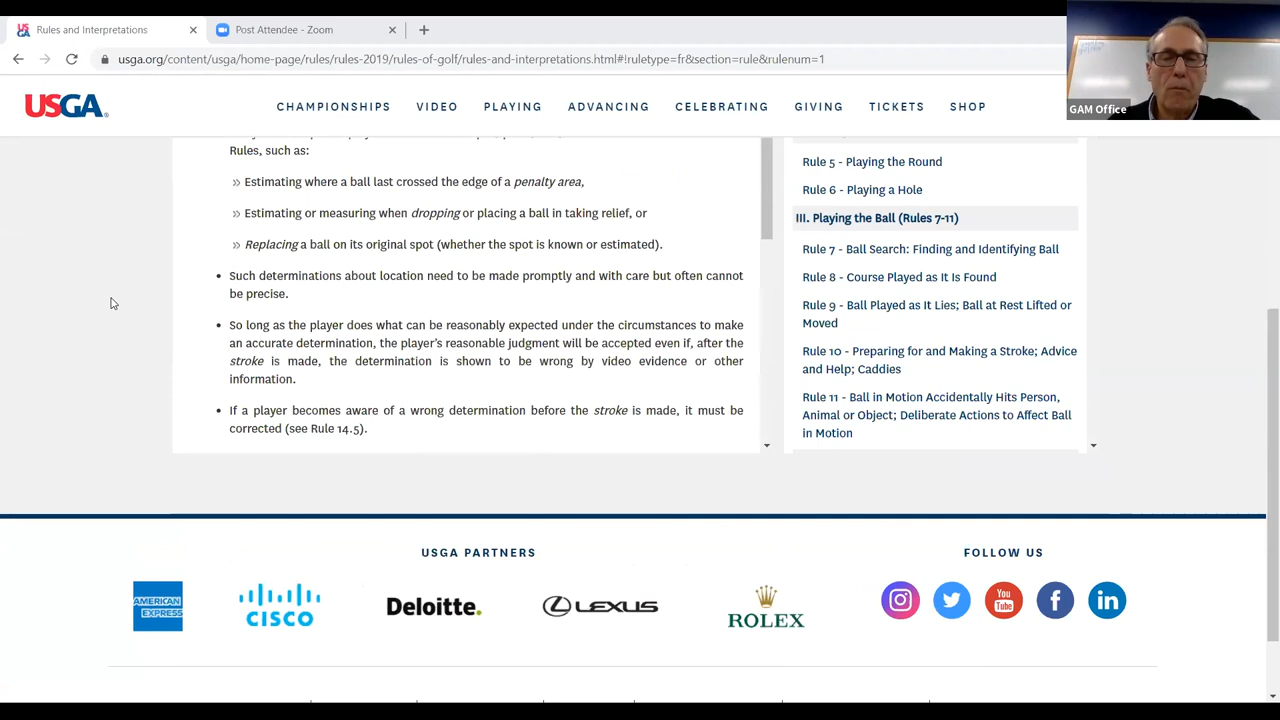 Rules and Interpretations
Post Attendee - Zoom
usga.org/content/usga/home-page/rules/rules-2019/rules-of-golf/rules-and-interpretations.html#!ruletype=fr&section=rule&rulenum=1
GAM Office
USGA
CHAMPIONSHIPS VIDEO PLAYING ADVANCING CELEBRATING GIVING TICKETS SHOP
Rules, such as:
» Estimating where a ball last crossed the edge of a penalty area,
» Estimating or measuring when dropping or placing a ball in taking relief, or
» Replacing a ball on its original spot (whether the spot is known or estimated).
• Such determinations about location need to be made promptly and with care but often cannot
be precise.
• So long as the player does what can be reasonably expected under the circumstances to make
an accurate determination, the player's reasonable judgment will be accepted even if, after the
stroke is made, the determination is shown to be wrong by video evidence or other
information.
• If a player becomes aware of a wrong determination before the stroke is made, it must be
corrected (see Rule 14.5).
Rule 5 - Playing the Round
Rule 6 - Playing a Hole
III. Playing the Ball (Rules 7-11)
Rule 7 - Ball Search: Finding and Identifying Ball
Rule 8 - Course Played as It Is Found
Rule 9 - Ball Played as It Lies; Ball at Rest Lifted or
Moved
Rule 10 - Preparing for and Making a Stroke; Advice
and Help; Caddies
Rule 11 - Ball in Motion Accidentally Hits Person,
Animal or Object; Deliberate Actions to Affect Ball
in Motion
USGA PARTNERS
FOLLOW US
AMERICAN
EXPRESS
CISCO
Deloitte.
LEXUS
ROLEX
You
Tube
f
in